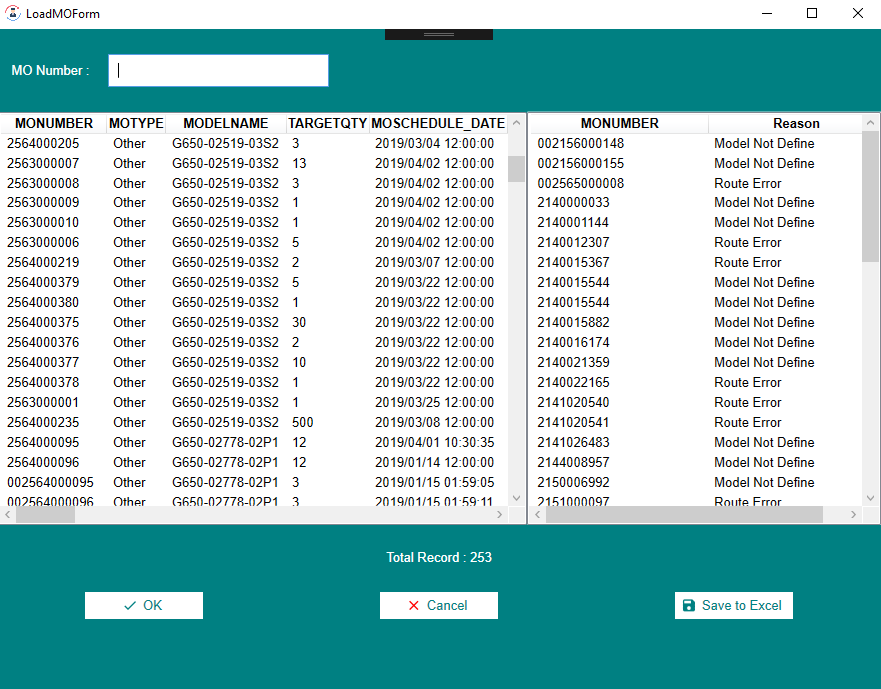 LoadMOForm
MO Number :
MONUMBER MOTYPE MODELNAME TARGETQTY MOSCHEDULE_DATE
2564000205 Other G650-02519-03S2 3 2019/03/04 12:00:00
2563000007 Other G650-02519-03S2 13 2019/04/02 12:00:00
2563000008 Other G650-02519-03S2 3 2019/04/02 12:00:00
2563000009 Other G650-02519-03S2 1 2019/04/02 12:00:00
2563000010 Other G650-02519-03S2 1 2019/04/02 12:00:00
2563000006 Other G650-02519-03S2 5 2019/04/02 12:00:00
2564000219 Other G650-02519-03S2 2 2019/03/07 12:00:00
2564000379 Other G650-02519-03S2 5 2019/03/22 12:00:00
2564000380 Other G650-02519-03S2 1 2019/03/22 12:00:00
2564000375 Other G650-02519-03S2 30 2019/03/22 12:00:00
2564000376 Other G650-02519-03S2 2 2019/03/22 12:00:00
2564000377 Other G650-02519-03S2 10 2019/03/22 12:00:00
2564000378 Other G650-02519-03S2 1 2019/03/22 12:00:00
2563000001 Other G650-02519-03S2 1 2019/03/25 12:00:00
2564000235 Other G650-02519-03S2 500 2019/03/08 12:00:00
2564000095 Other G650-02778-02P1 12 2019/04/01 10:30:35
2564000096 Other G650-02778-02P1 12 2019/01/14 12:00:00
002564000095 Other G650-02778-02P1 3 2019/01/15 01:59:05
002564000096 Other G650-02778-02P1 3 2019/01/15 01:59:11
MONUMBER Reason
002156000148 Model Not Define
002156000155 Model Not Define
002565000008 Route Error
2140000033 Model Not Define
2140001144 Model Not Define
2140012307 Route Error
2140015367 Route Error
2140015544 Model Not Define
2140015544 Model Not Define
2140015882 Model Not Define
2140016174 Model Not Define
2140021359 Model Not Define
2140022165 Route Error
2141020540 Route Error
2141020541 Route Error
2141026483 Model Not Define
2144008957 Model Not Define
2150006992 Model Not Define
2151000097 Route Error
Total Record : 253
OK
Cancel
Save to Excel